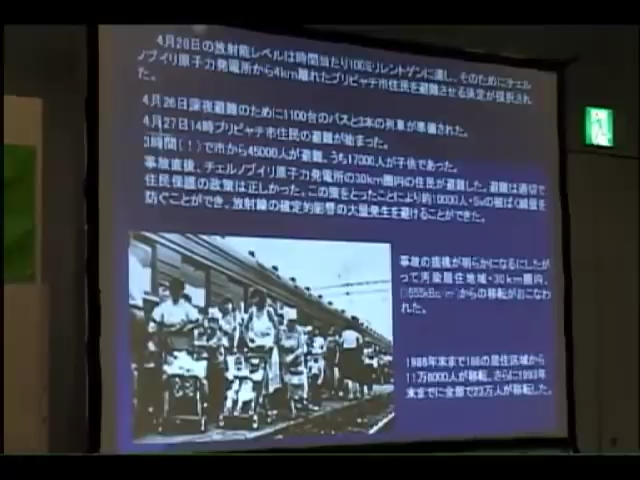 4月26日の放射能レベルは時間当たり100ミリレントゲンに達し、そのためにチェル
ノブイリ原子力発電所から4km離れたプリピャチ市住民を避難させる決定が採択され
た。
4月26日深夜避難のために1100台のバスと3本の列車が準備された。
4月27日14時プリピャチ市住民の避難が始まった。
3時間(!)で市から45000人が避難、うち17000人が子供であった。
事故直後、チェルノブイリ原子力発電所の30km圏内の住民が避難した。避難は適切で
住民保護の政策は正しかった。この策をとったことにより約10000人・Svの被ばく線量を
防ぐことができ、放射線の確定的影響の大量発生を避けることができた。
事故の規模が明らかになるにしたが
って汚染居住地域・30km圏内、
(555kBq/㎡)からの移転がおこなわ
れた。
1986年末まで188の居住区域から
11万6000人が移転、さらに1993年
末までに全部で23万人が移転した。